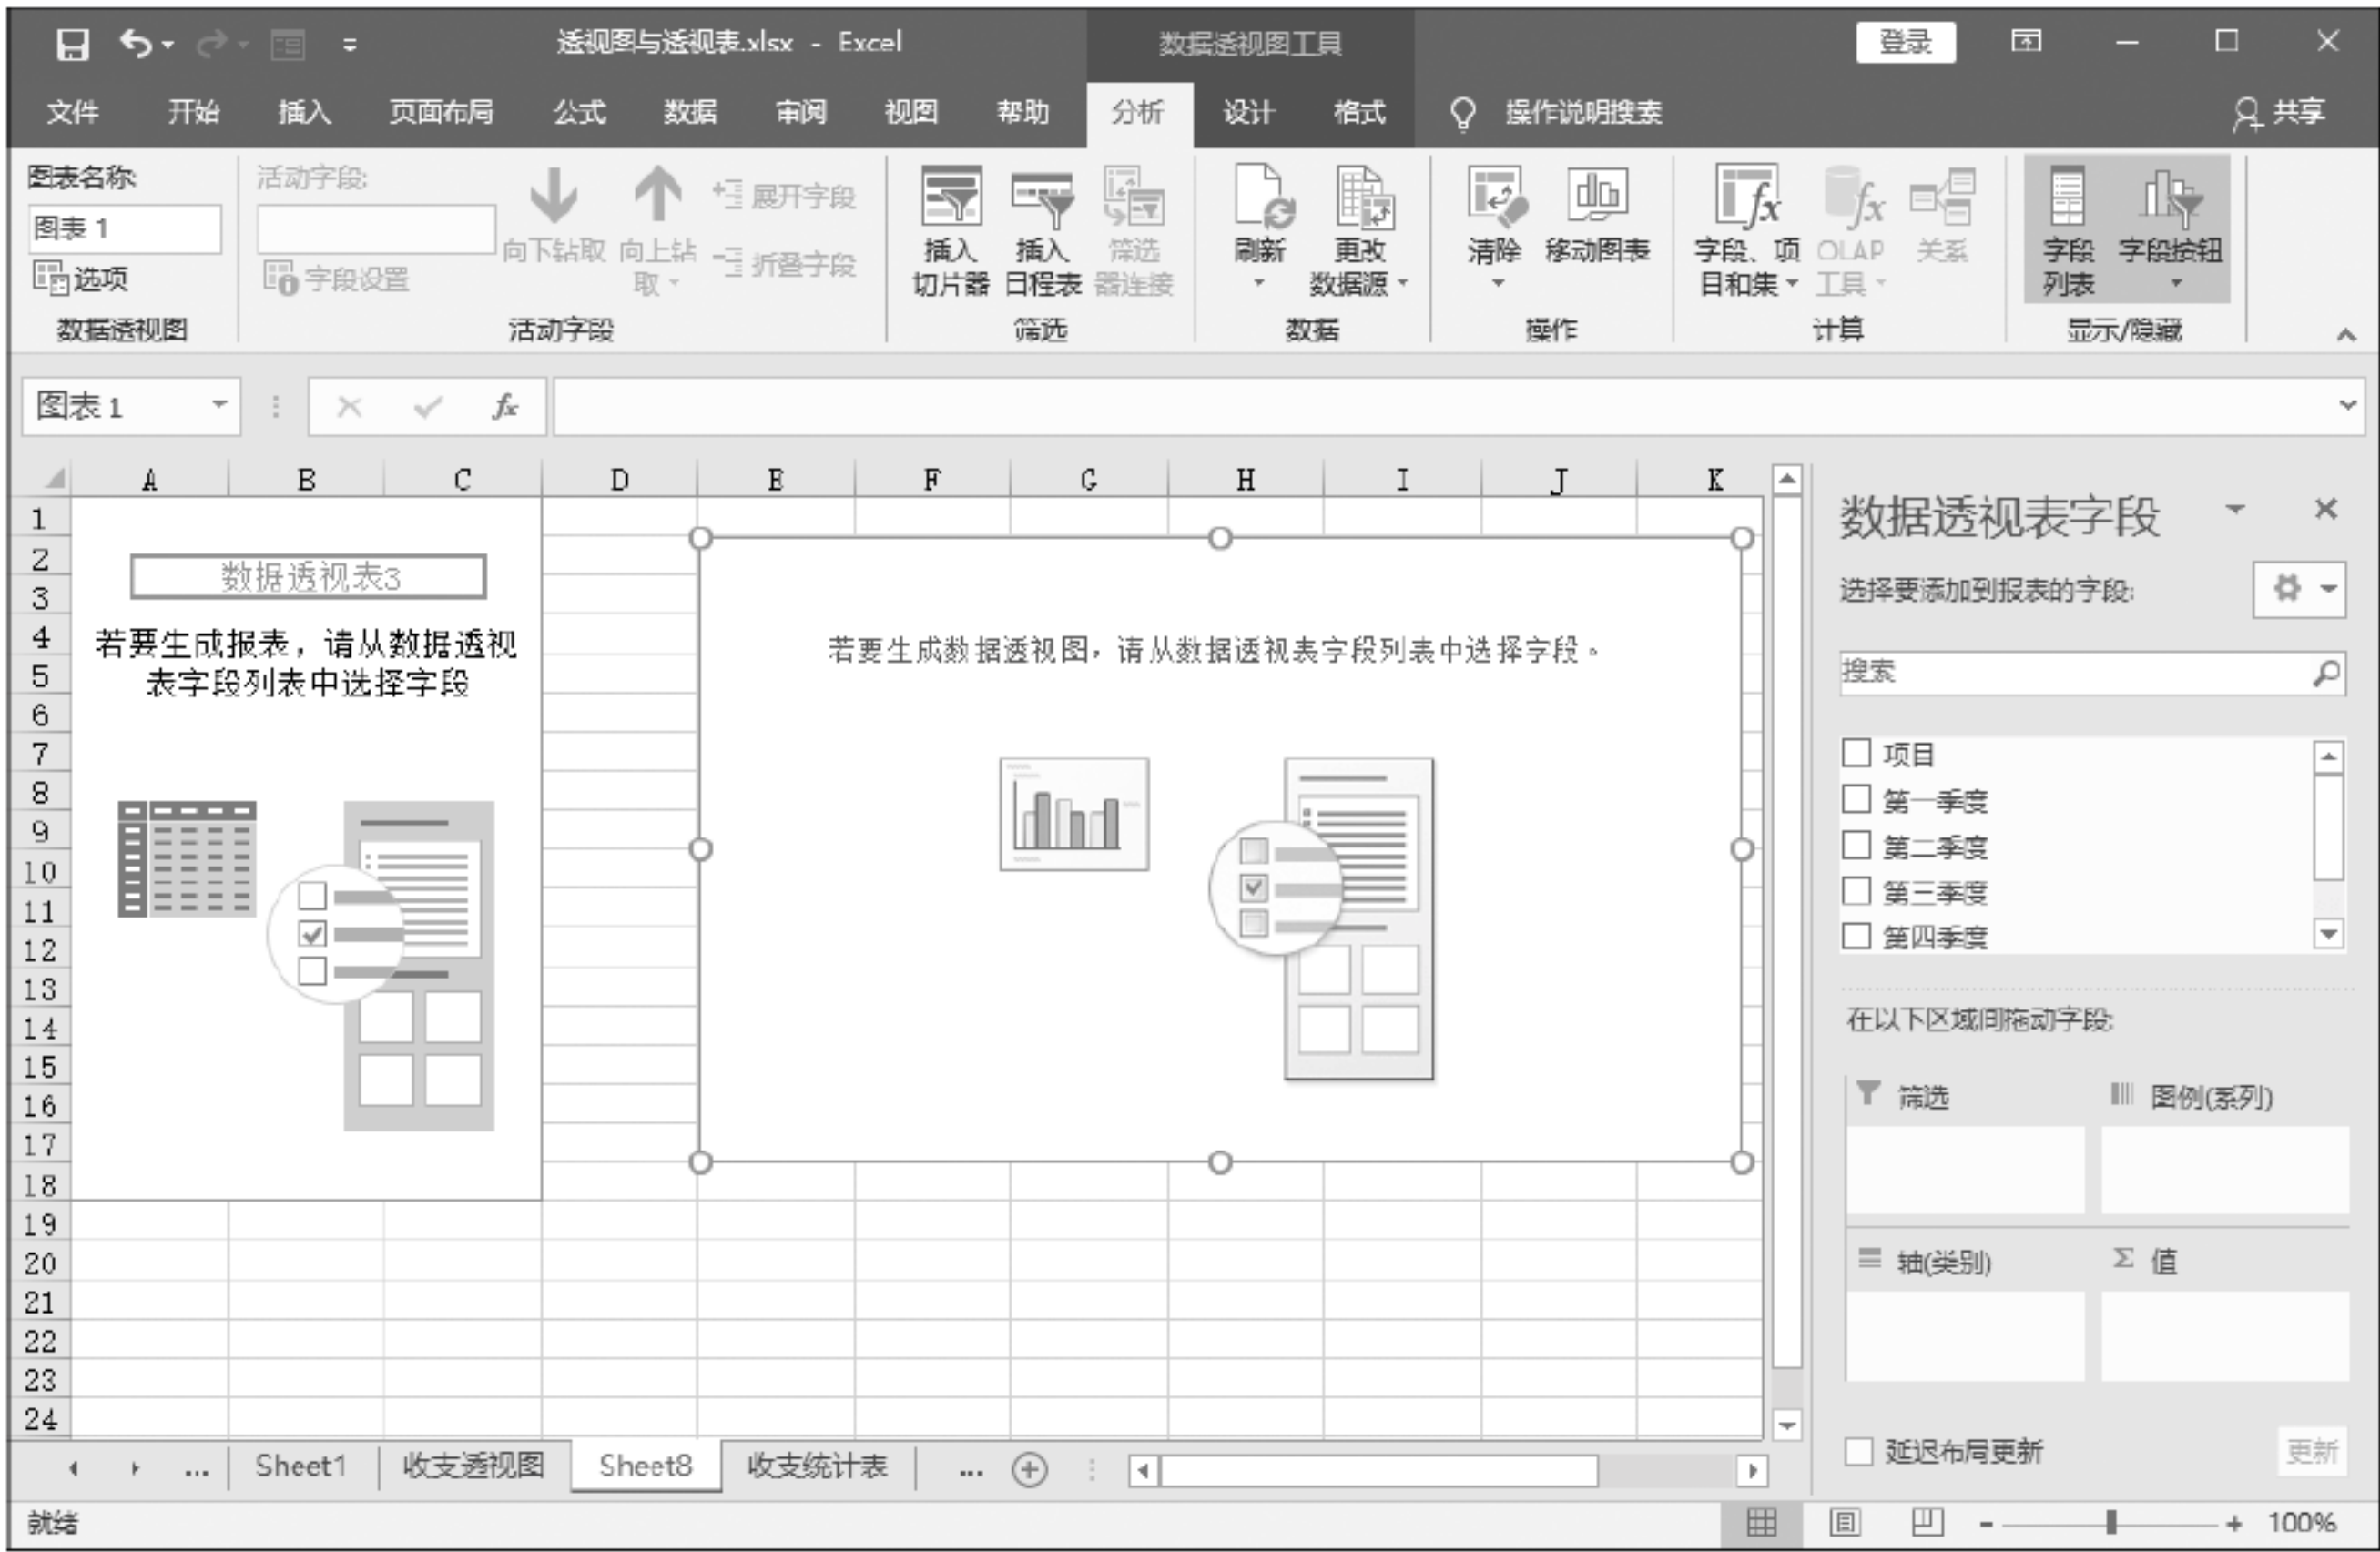 透视图与透视表.xlsx - Excel
数据透视图工具
登录
文件 开始 插入 页面布局 公式 数据 审阅 视图 帮助 分析 设计 格式 操作说明搜索 共享
图表名称:
图表 1
选项
数据透视图
活动字段:
字段设置
向下钻取
向上钻
取
展开字段
折叠字段
活动字段
插入
切片器
插入
日程表
筛选
器连接
筛选
刷新
更改
数据源
数据
清除
移动图表
操作
字段、项
目和集
OLAP
工具
关系
计算
字段
列表
字段按钮
显示/隐藏
图表 1
fx
A B C D E F G H I J K
1
2
3
4
5
6
7
8
9
10
11
12
13
14
15
16
17
18
19
20
21
22
23
24
数据透视表3
若要生成报表，请从数据透视
表字段列表中选择字段
若要生成数据透视图，请从数据透视表字段列表中选择字段。
数据透视表字段
选择要添加到报表的字段:
搜索
项目
第一季度
第二季度
第三季度
第四季度
在以下区域间拖动字段:
筛选
图例(系列)
轴(类别)
Σ 值
延迟布局更新
更新
... Sheet1 收支透视图 Sheet8 收支统计表 ...
就绪
100%